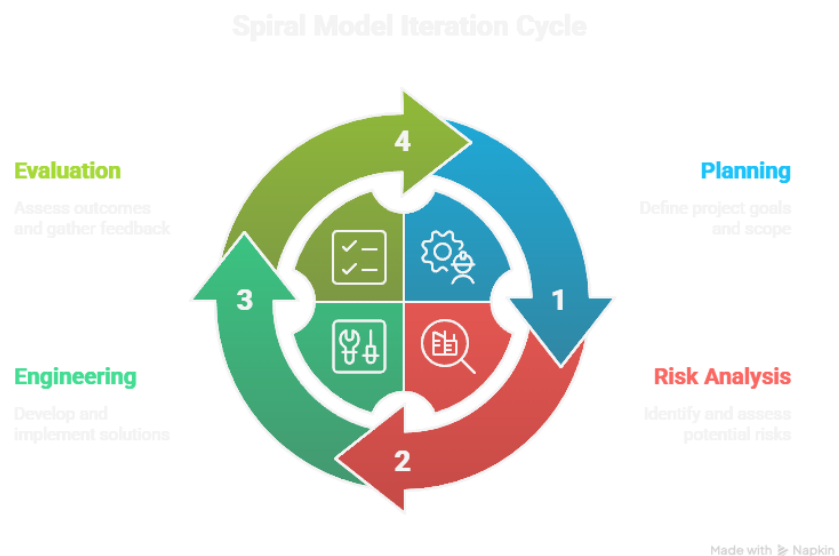 Spiral Model Iteration Cycle
4
Evaluation
Assess outcomes
and gather feedback
Planning
Define project goals
and scope
3
1
Engineering
Develop and
implement solutions
Risk Analysis
Identify and assess
potential risks
2
Made with Napkin